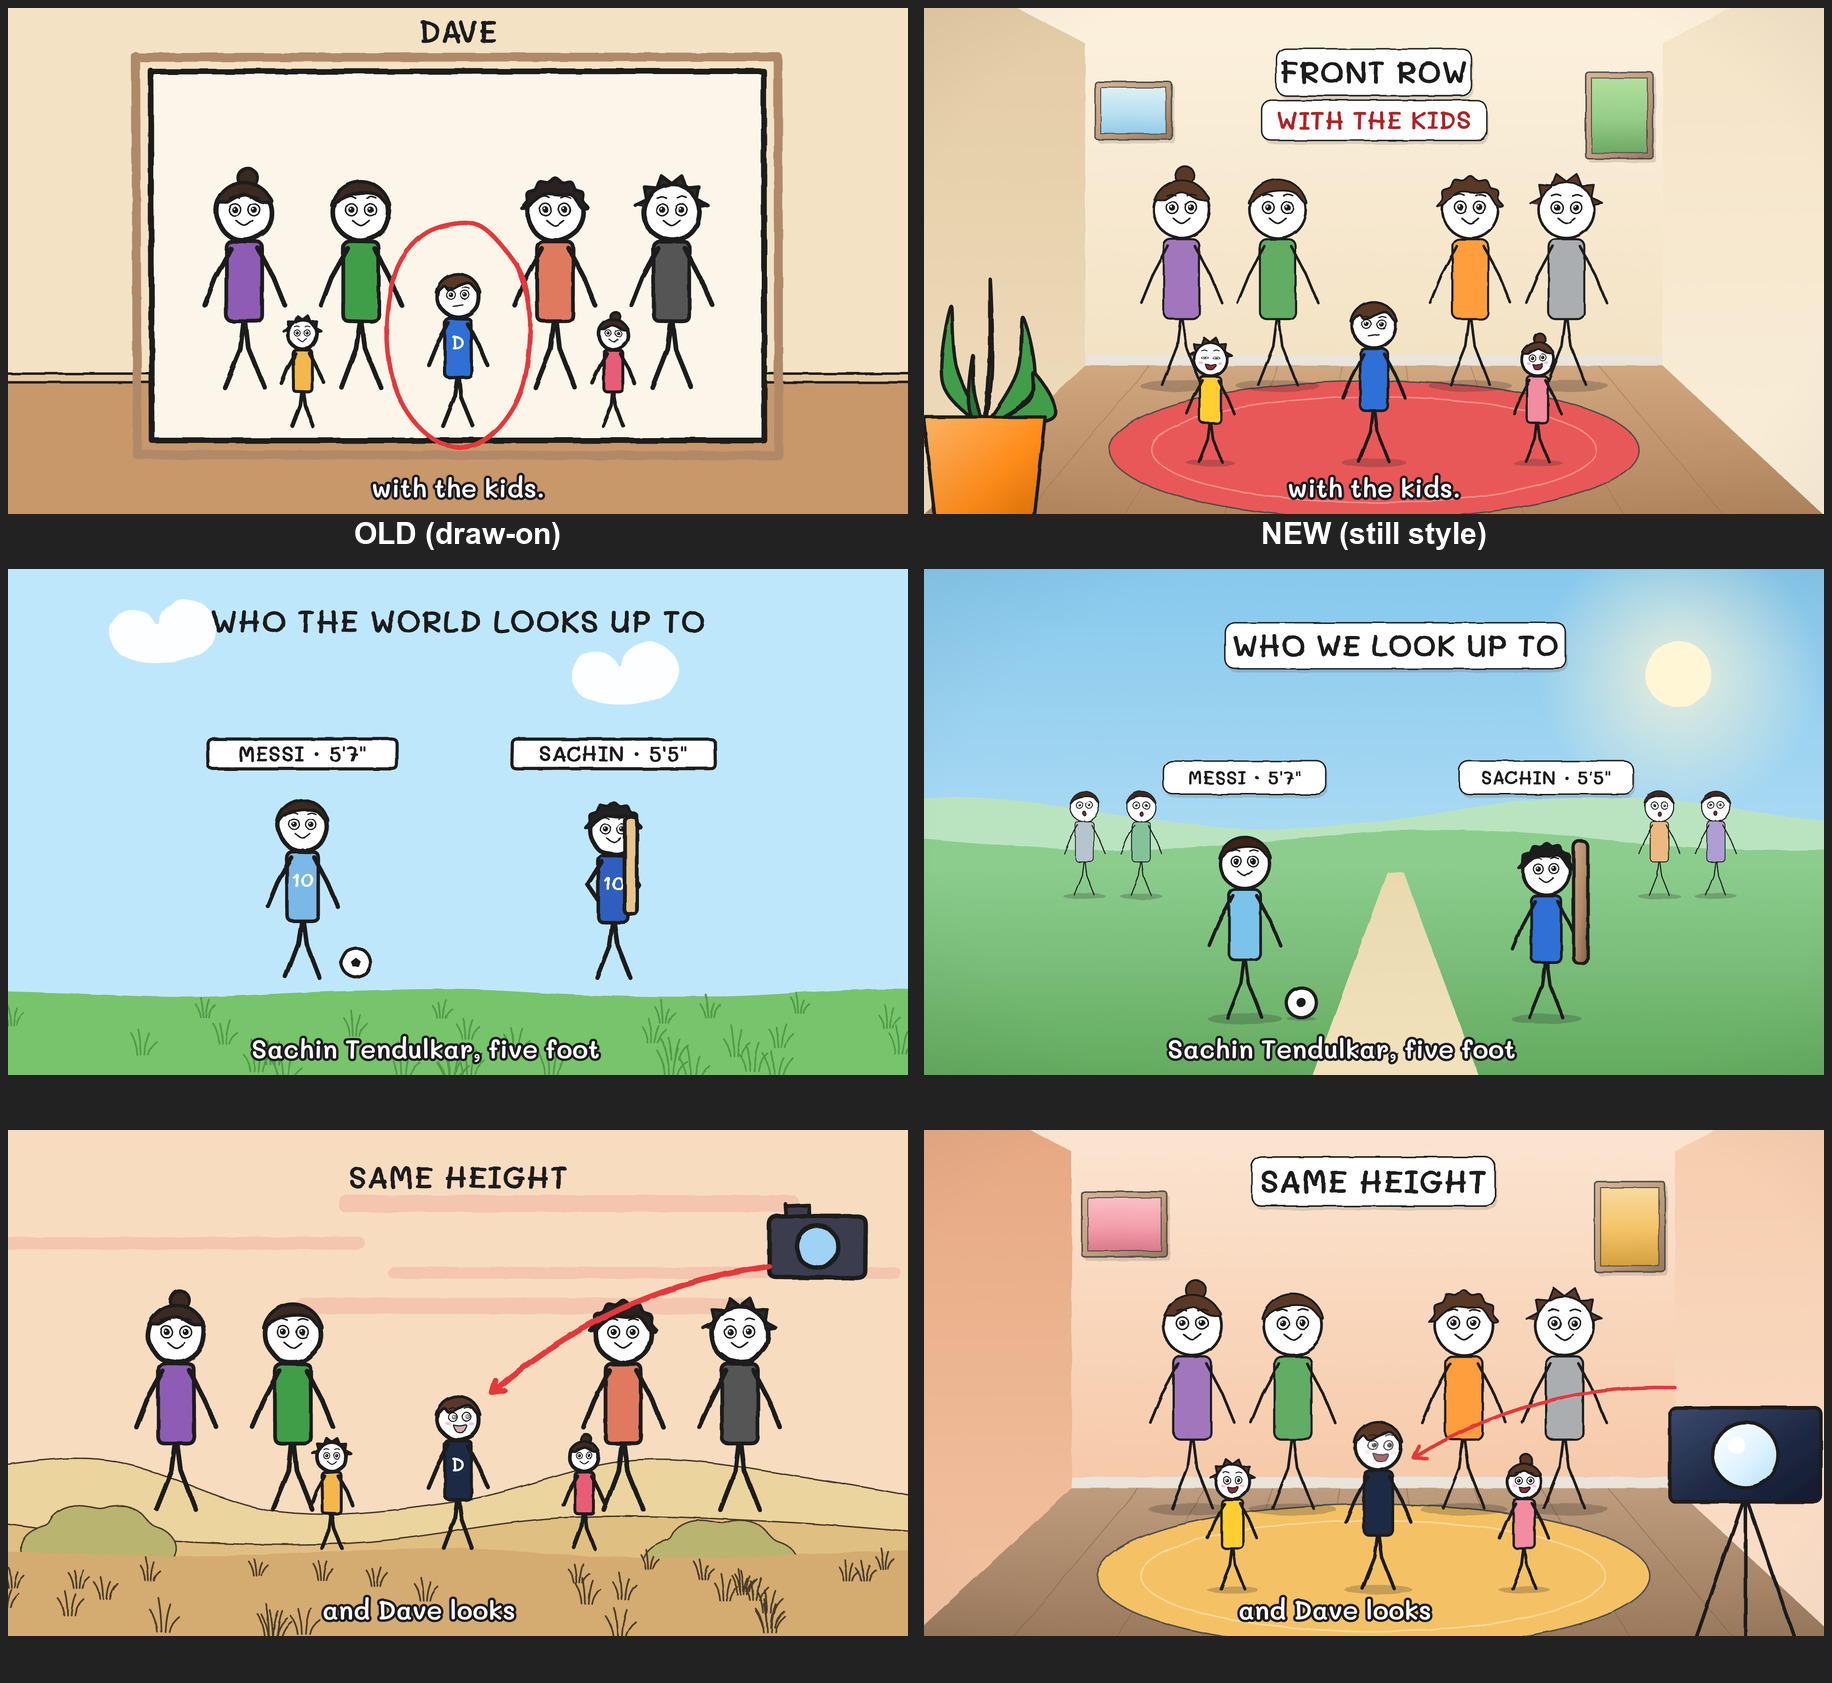 DAVE
D
with the kids.
OLD (draw-on)
FRONT ROW
WITH THE KIDS
with the kids.
NEW (still style)
WHO THE WORLD LOOKS UP TO
MESSI · 5'7"
SACHIN · 5'5"
10
10
Sachin Tendulkar, five foot
WHO WE LOOK UP TO
MESSI · 5'7"
SACHIN · 5'5"
Sachin Tendulkar, five foot
SAME HEIGHT
D
and Dave looks
SAME HEIGHT
and Dave looks